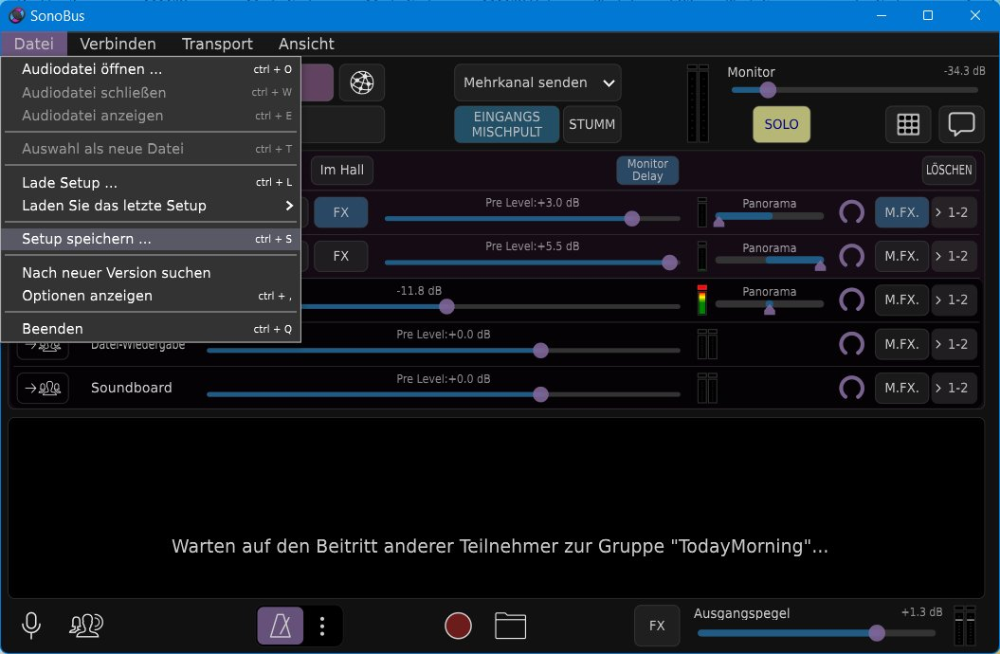 SonoBus
Datei Verbinden Transport Ansicht
Audiodatei öffnen ... ctrl + O
Audiodatei schließen ctrl + W
Audiodatei anzeigen ctrl + E
Auswahl als neue Datei ctrl + T
Lade Setup ... ctrl + L
Laden Sie das letzte Setup
Setup speichern ... ctrl + S
Nach neuer Version suchen
Optionen anzeigen ctrl + ,
Beenden ctrl + Q
Mehrkanal senden
EINGANGS
MISCHPULT
STUMM
Monitor -34.3 dB
SOLO
Im Hall
Monitor
Delay
LÖSCHEN
FX Pre Level:+3.0 dB Panorama M.FX. > 1-2
FX Pre Level:+5.5 dB Panorama M.FX. > 1-2
-11.8 dB Panorama M.FX. > 1-2
Datei-Wiedergabe Pre Level:+0.0 dB M.FX. > 1-2
Soundboard Pre Level:+0.0 dB M.FX. > 1-2
Warten auf den Beitritt anderer Teilnehmer zur Gruppe "TodayMorning"...
FX Ausgangspegel +1.3 dB